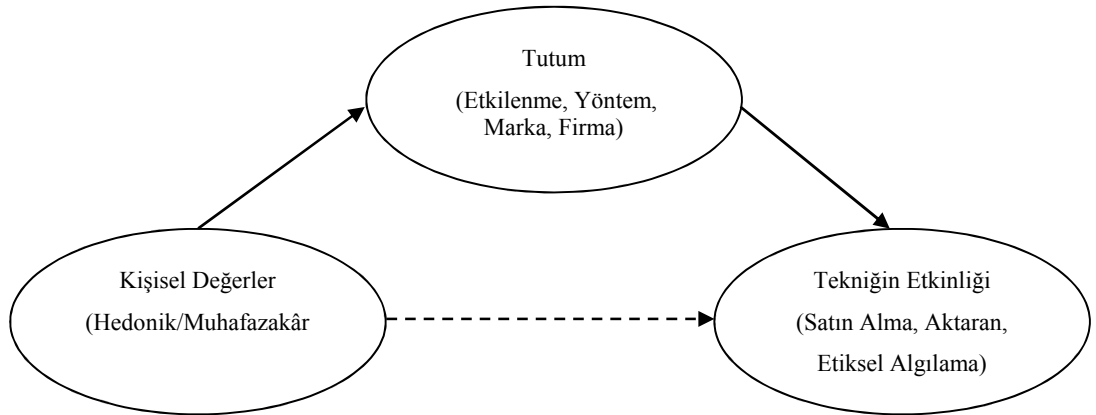 Tutum
(Etkilenme, Yöntem,
Marka, Firma)
Kişisel Değerler
(Hedonik/Muhafazakâr
Tekniğin Etkinliği
(Satın Alma, Aktaran,
Etiksel Algılama)